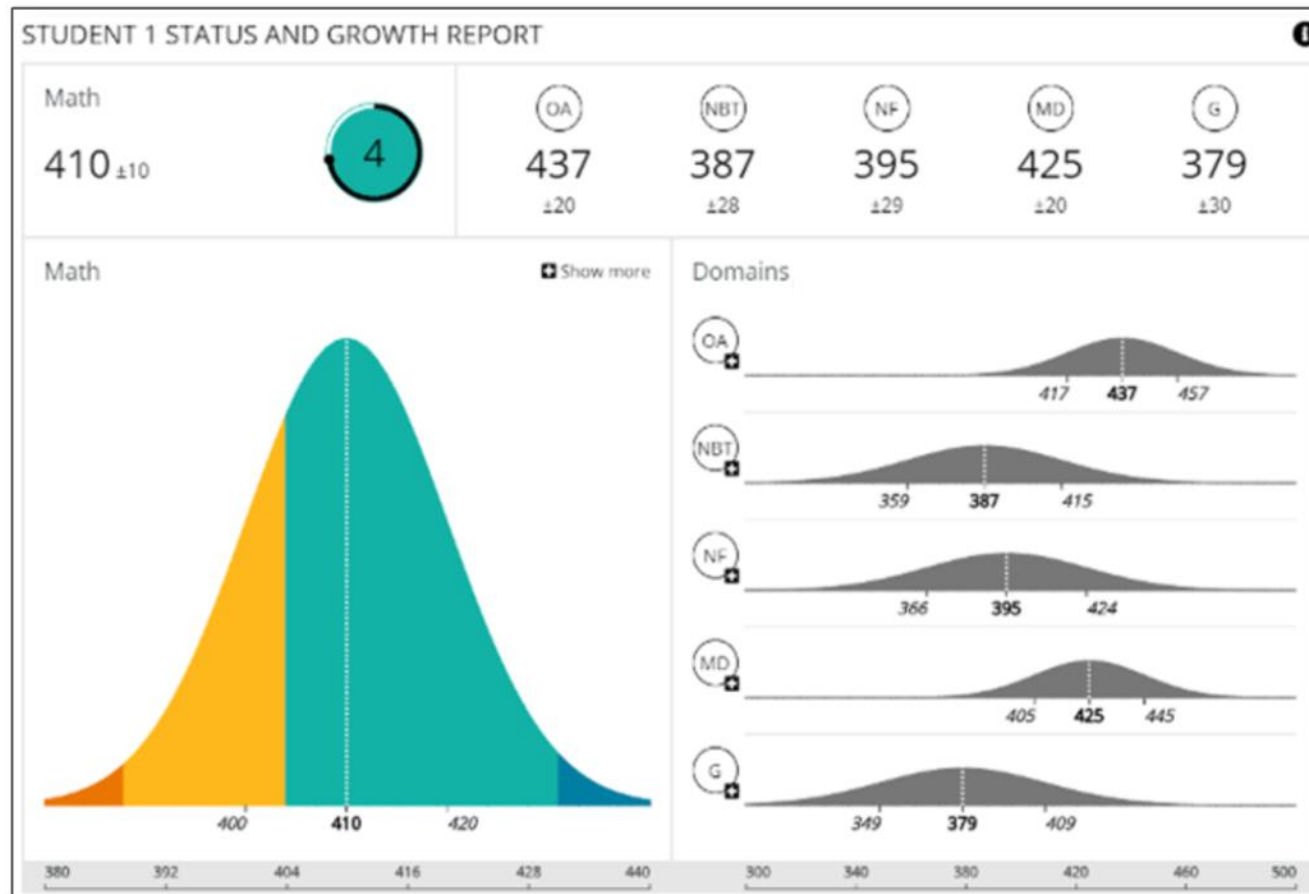 STUDENT 1 STATUS AND GROWTH REPORT
Math
410 ±10
4
OA NBT NF MD G
437 387 395 425 379
±20 ±28 ±29 ±20 ±30
Math
Show more
400 410 420
380 392 404 416 428 440
Domains
OA
417 437 457
NBT
359 387 415
NF
366 395 424
MD
405 425 445
G
349 379 409
300 340 380 420 460 500